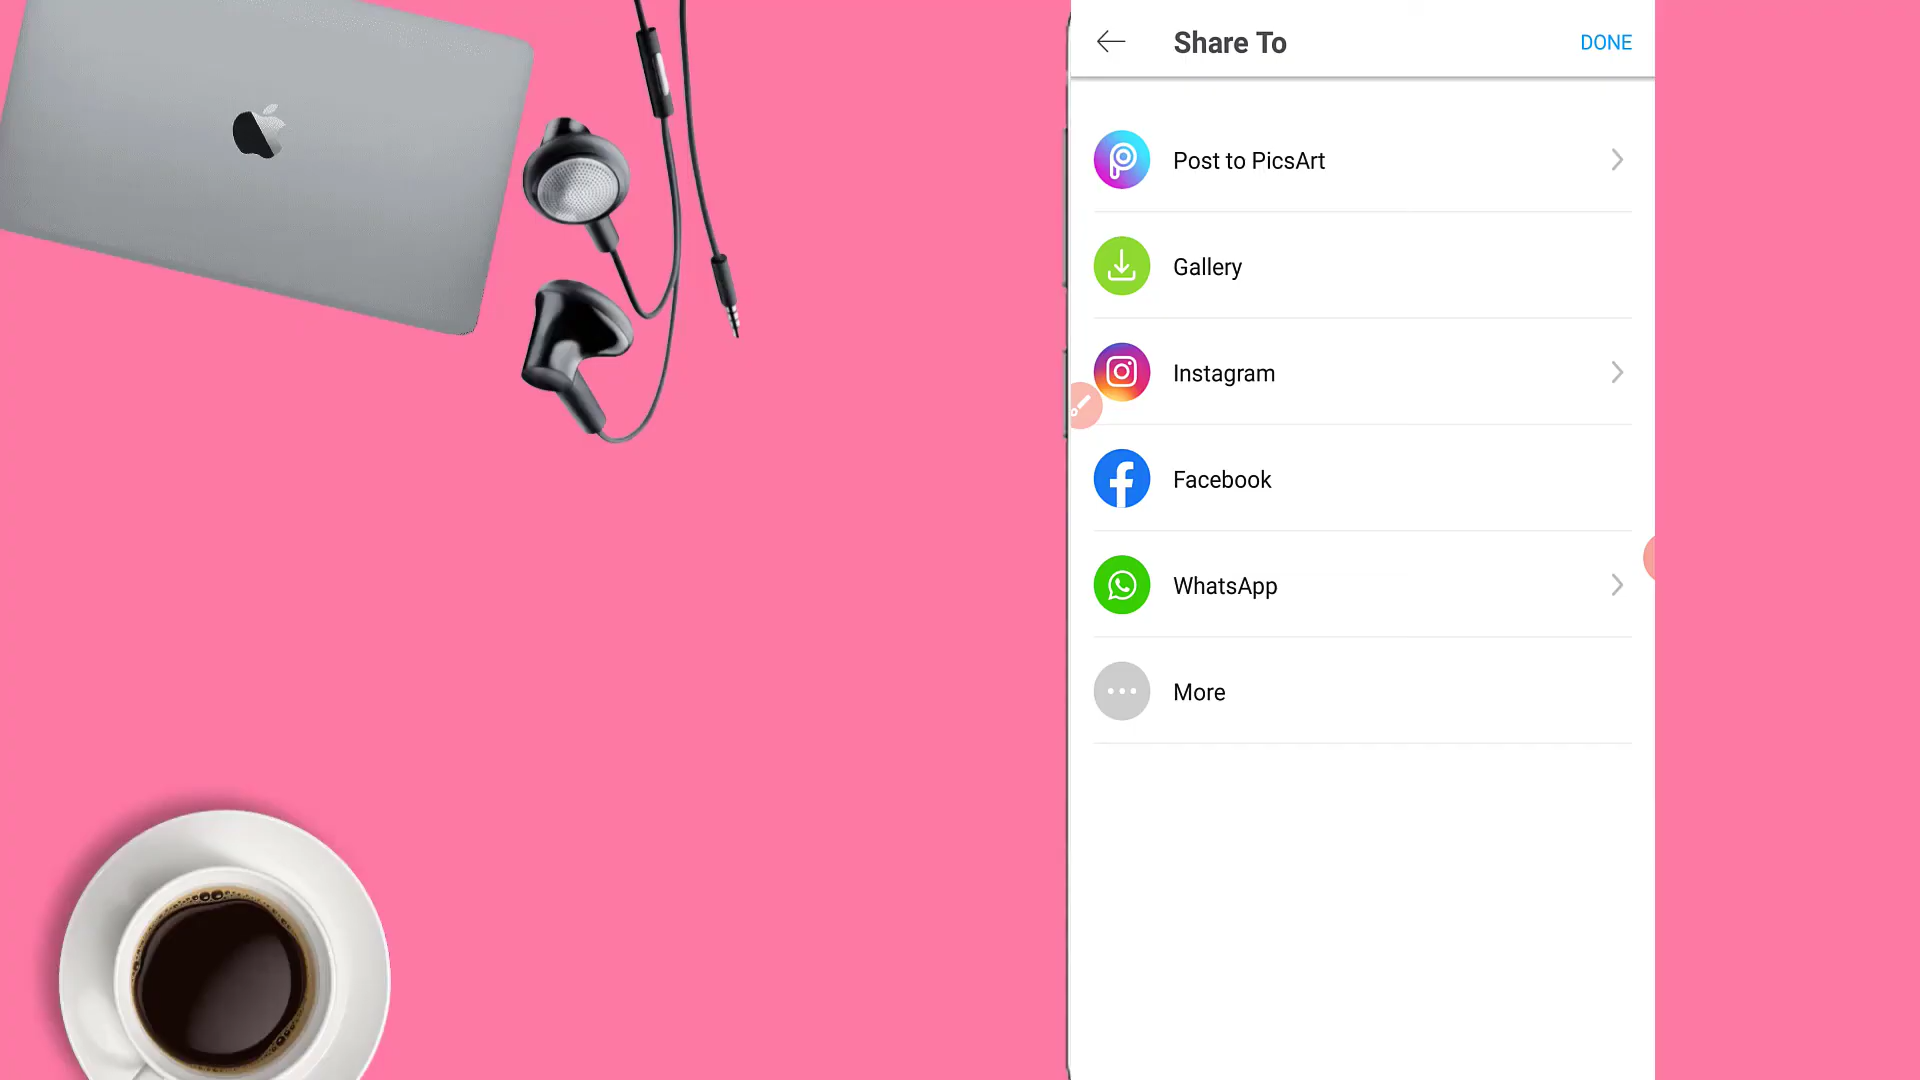 Share To
DONE
Post to PicsArt
Gallery
Instagram
Facebook
WhatsApp
More